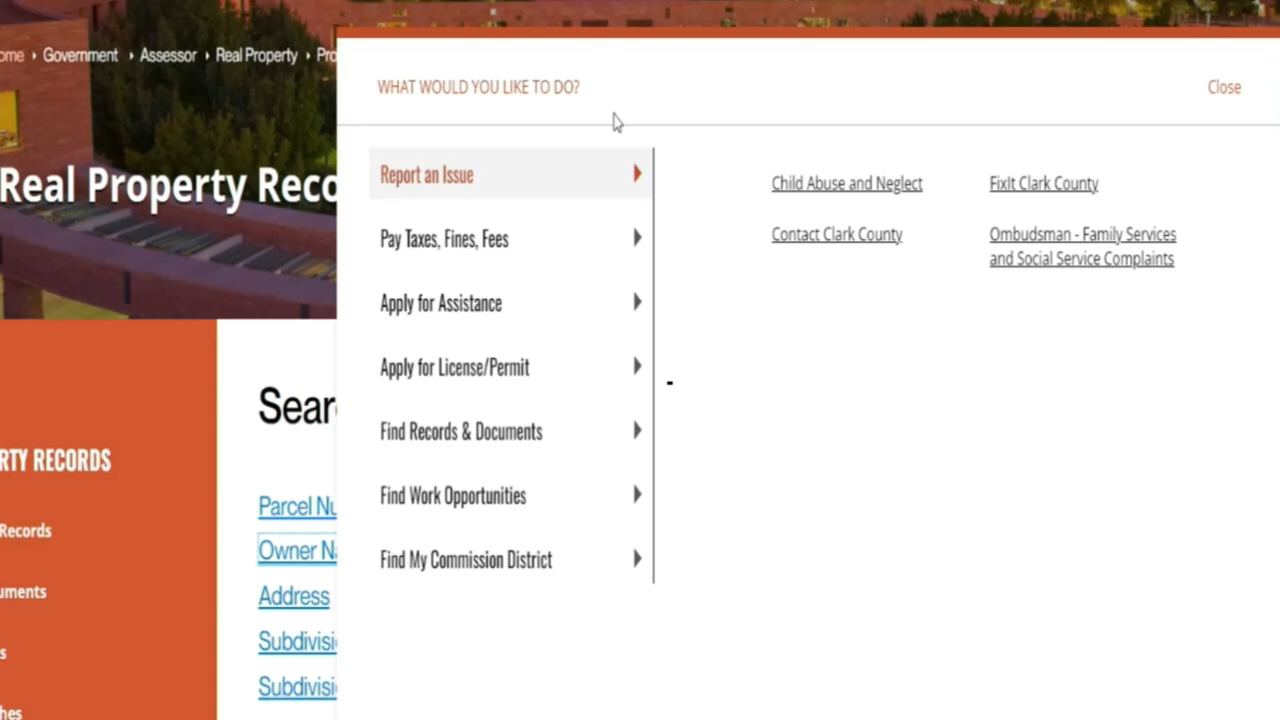 ome › Government › Assessor › Real Property › Pro
WHAT WOULD YOU LIKE TO DO?
Close
Real Property Reco
Report an Issue
Pay Taxes, Fines, Fees
Apply for Assistance
Apply for License/Permit
Find Records & Documents
Find Work Opportunities
Find My Commission District
Child Abuse and Neglect
FixIt Clark County
Contact Clark County
Ombudsman - Family Services
and Social Service Complaints
-
RTY RECORDS
Records
uments
s
hes
Sear
Parcel Nu
Owner Na
Address
Subdivisi
Subdivisi